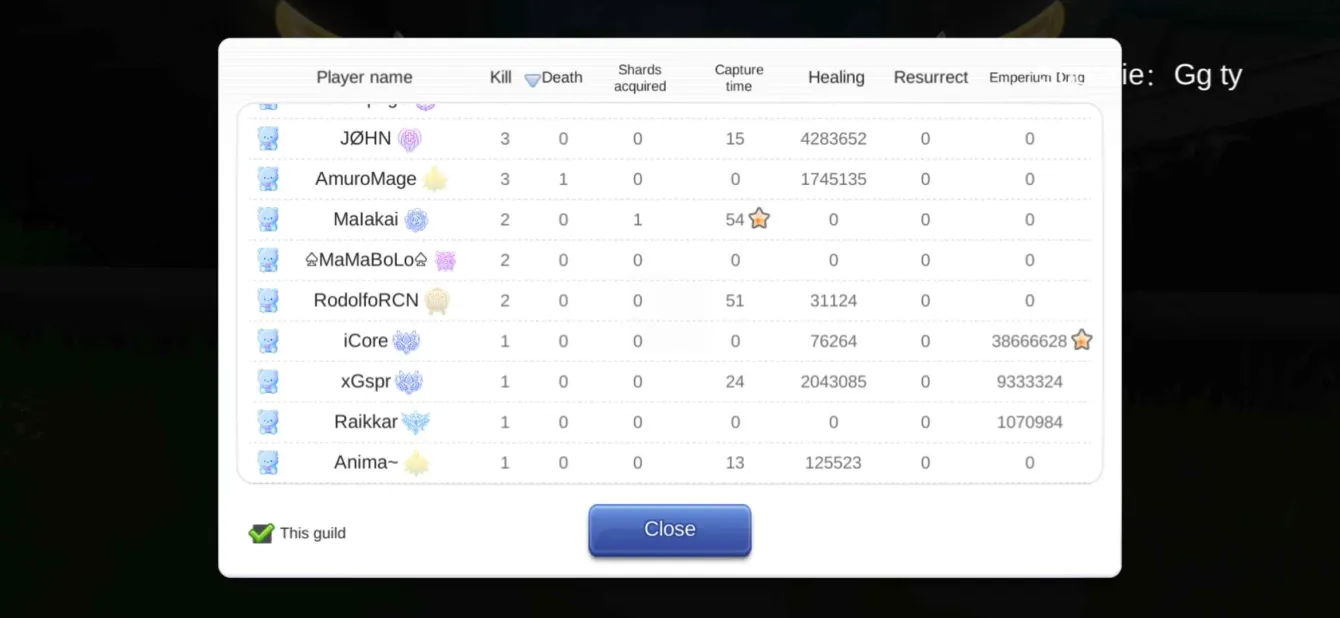 Player name Kill Death Shards acquired Capture time Healing Resurrect Emperium
ie: Gg ty
JØHN 3 0 0 15 4283652 0 0
AmuroMage 3 1 0 0 1745135 0 0
Malakai 2 0 1 54 0 0 0
♤MaMaBoLo♤ 2 0 0 0 0 0 0
RodolfoRCN 2 0 0 51 31124 0 0
iCore 1 0 0 0 76264 0 38666628
xGspr 1 0 0 24 2043085 0 9333324
Raikkar 1 0 0 0 0 0 1070984
Anima~ 1 0 0 13 125523 0 0
This guild
Close